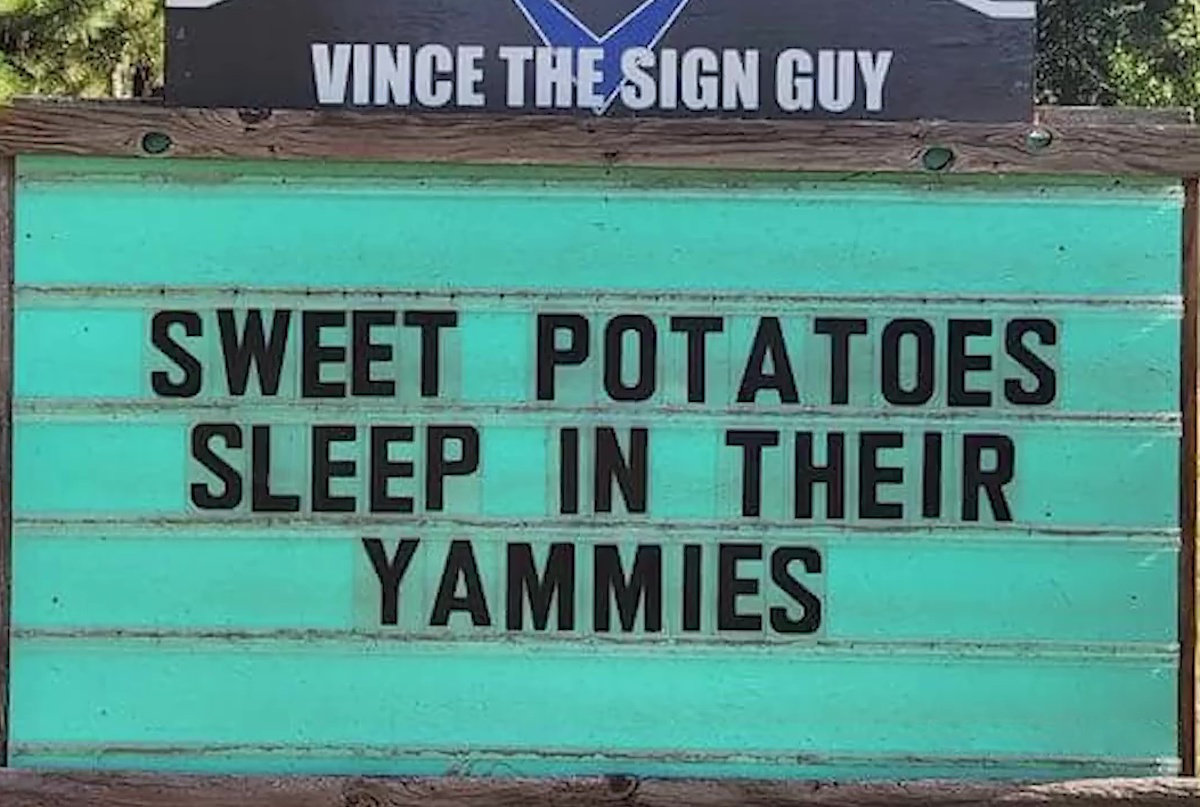 VINCE THE SIGN GUY
SWEET POTATOES
SLEEP IN THEIR
YAMMIES